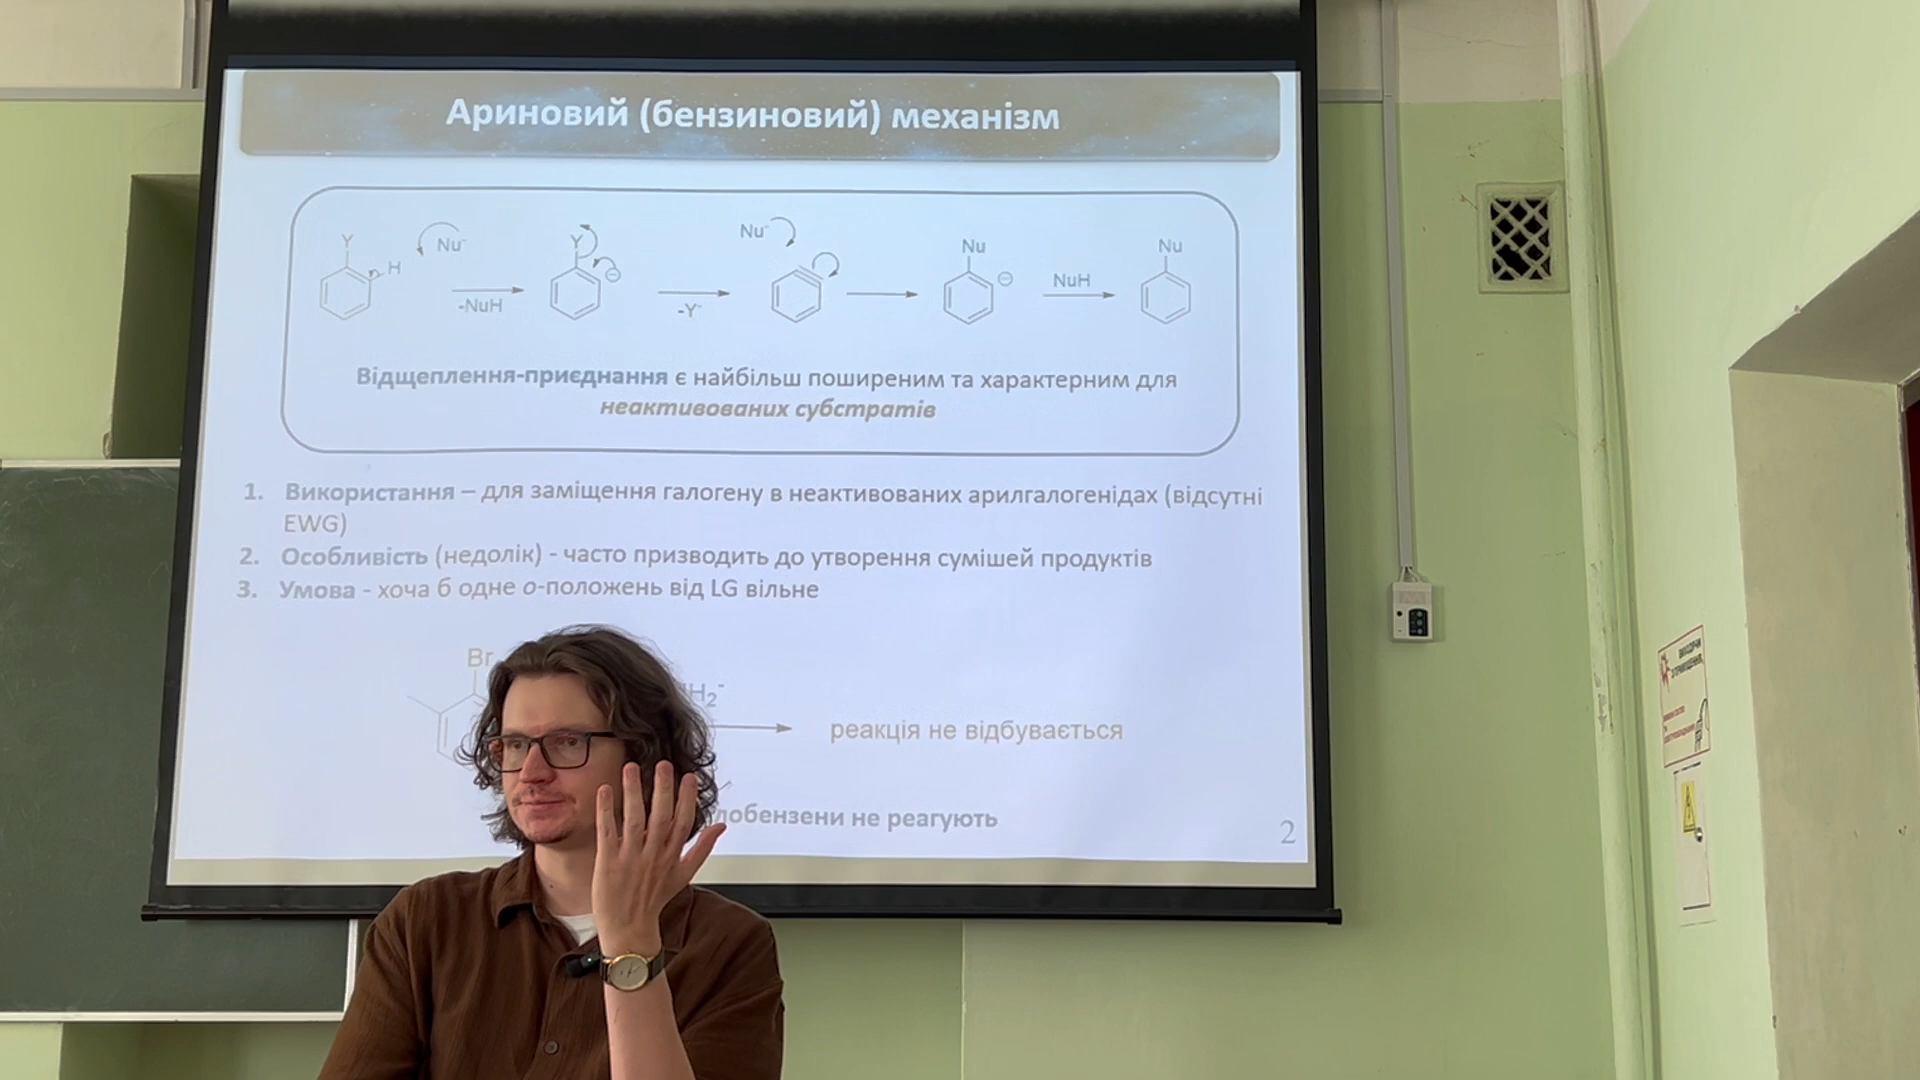 Ариновий (бензиновий) механізм
Y
H
Nu⁻
-NuH
Y
-Y⁻
Nu⁻
Nu
NuH
Nu
Відщеплення-приєднання є найбільш поширеним та характерним для
неактивованих субстратів
1. Використання – для заміщення галогену в неактивованих арилгалогенідах (відсутні
EWG)
2. Особливість (недолік) - часто призводить до утворення сумішей продуктів
3. Умова - хоча б одне о-положень від LG вільне
Br
H₂⁻
реакція не відбувається
лобензени не реагують
2